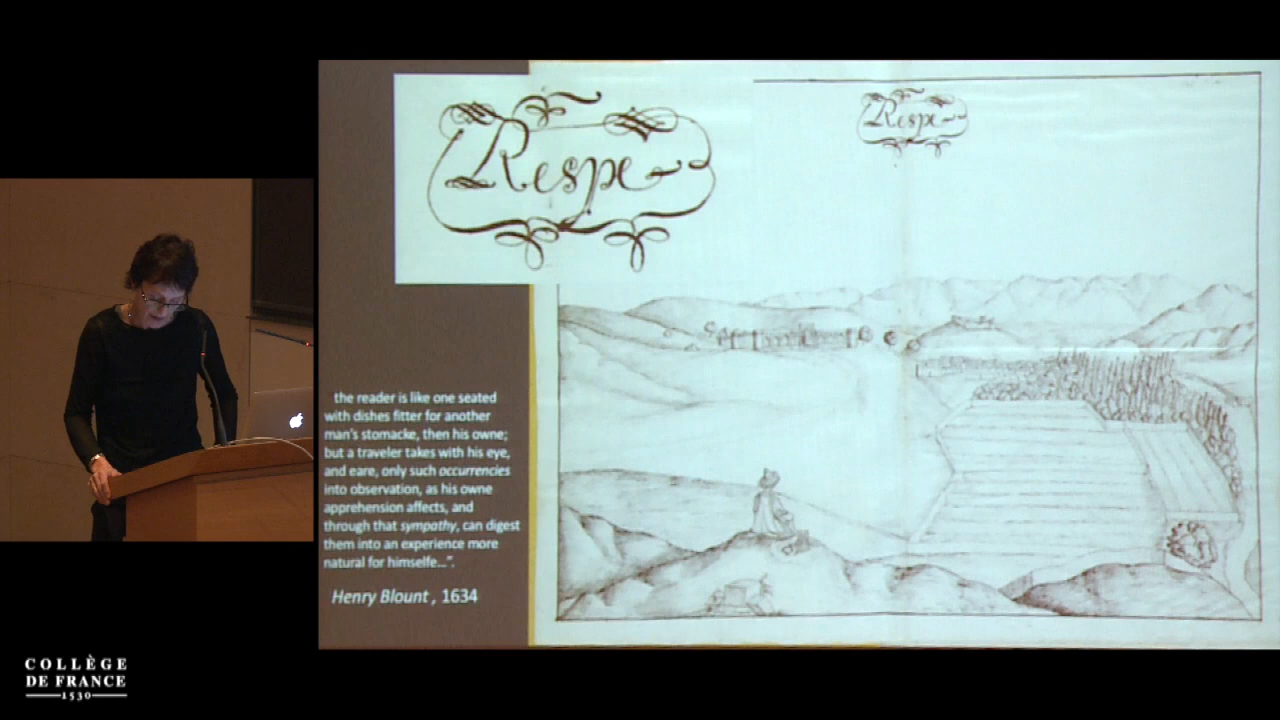 Respe
Respe
the reader is like one seated
with dishes fitter for another
man's stomacke, then his owne;
but a traveler takes with his eye,
and eare, only such occurrencies
into observation, as his owne
apprehension affects, and
through that sympathy, can digest
them into an experience more
natural for himselfe...".
Henry Blount , 1634
COLLÈGE
DE FRANCE
1530